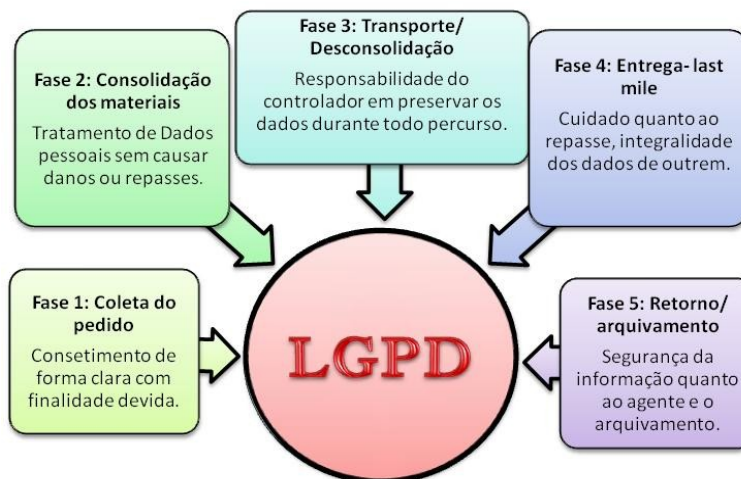 Fase 1: Coleta do
pedido
Consetimento de
forma clara com
finalidade devida.
Fase 2: Consolidação
dos materiais
Tratamento de Dados
pessoais sem causar
danos ou repasses.
Fase 3: Transporte/
Desconsolidação
Responsabilidade do
controlador em preservar os
dados durante todo percurso.
Fase 4: Entrega- last
mile
Cuidado quanto ao
repasse, integralidade
dos dados de outrem.
Fase 5: Retorno/
arquivamento
Segurança da
informação quanto
ao agente e o
arquivamento.
LGPD